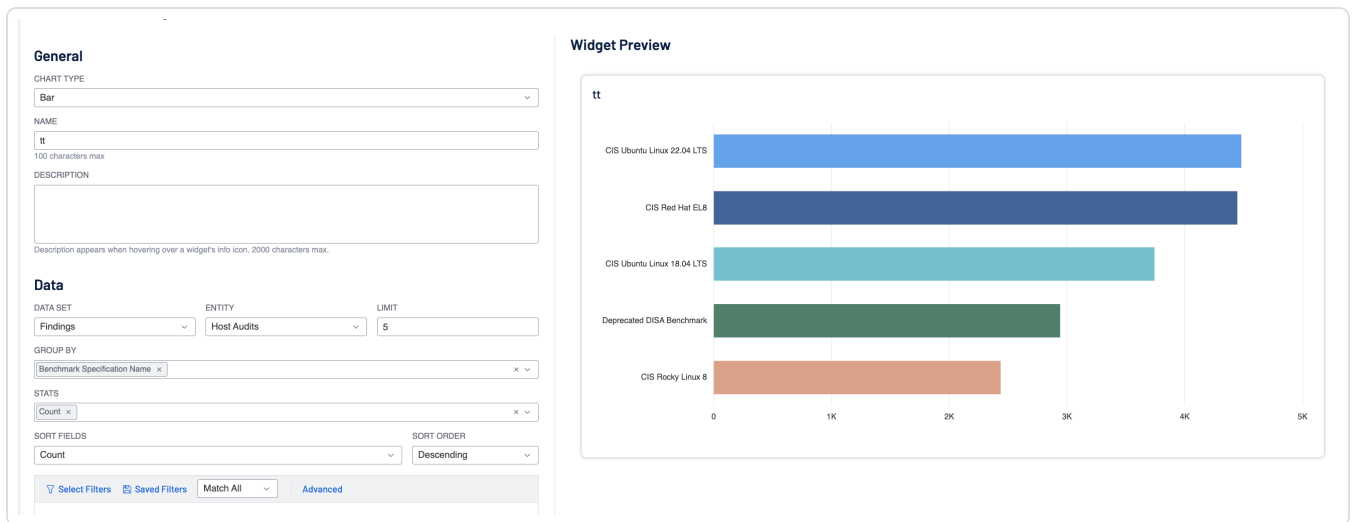 General
CHART TYPE
Bar
NAME
tt
100 characters max
DESCRIPTION
Description appears when hovering over a widget's info icon. 2000 characters max.
Data
DATA SET ENTITY LIMIT
Findings Host Audits 5
GROUP BY
Benchmark Specification Name ×
STATS
Count ×
SORT FIELDS SORT ORDER
Count Descending
Select Filters Saved Filters Match All Advanced
Widget Preview
tt
CIS Ubuntu Linux 22.04 LTS
CIS Red Hat EL8
CIS Ubuntu Linux 18.04 LTS
Deprecated DISA Benchmark
CIS Rocky Linux 8
0 1K 2K 3K 4K 5K